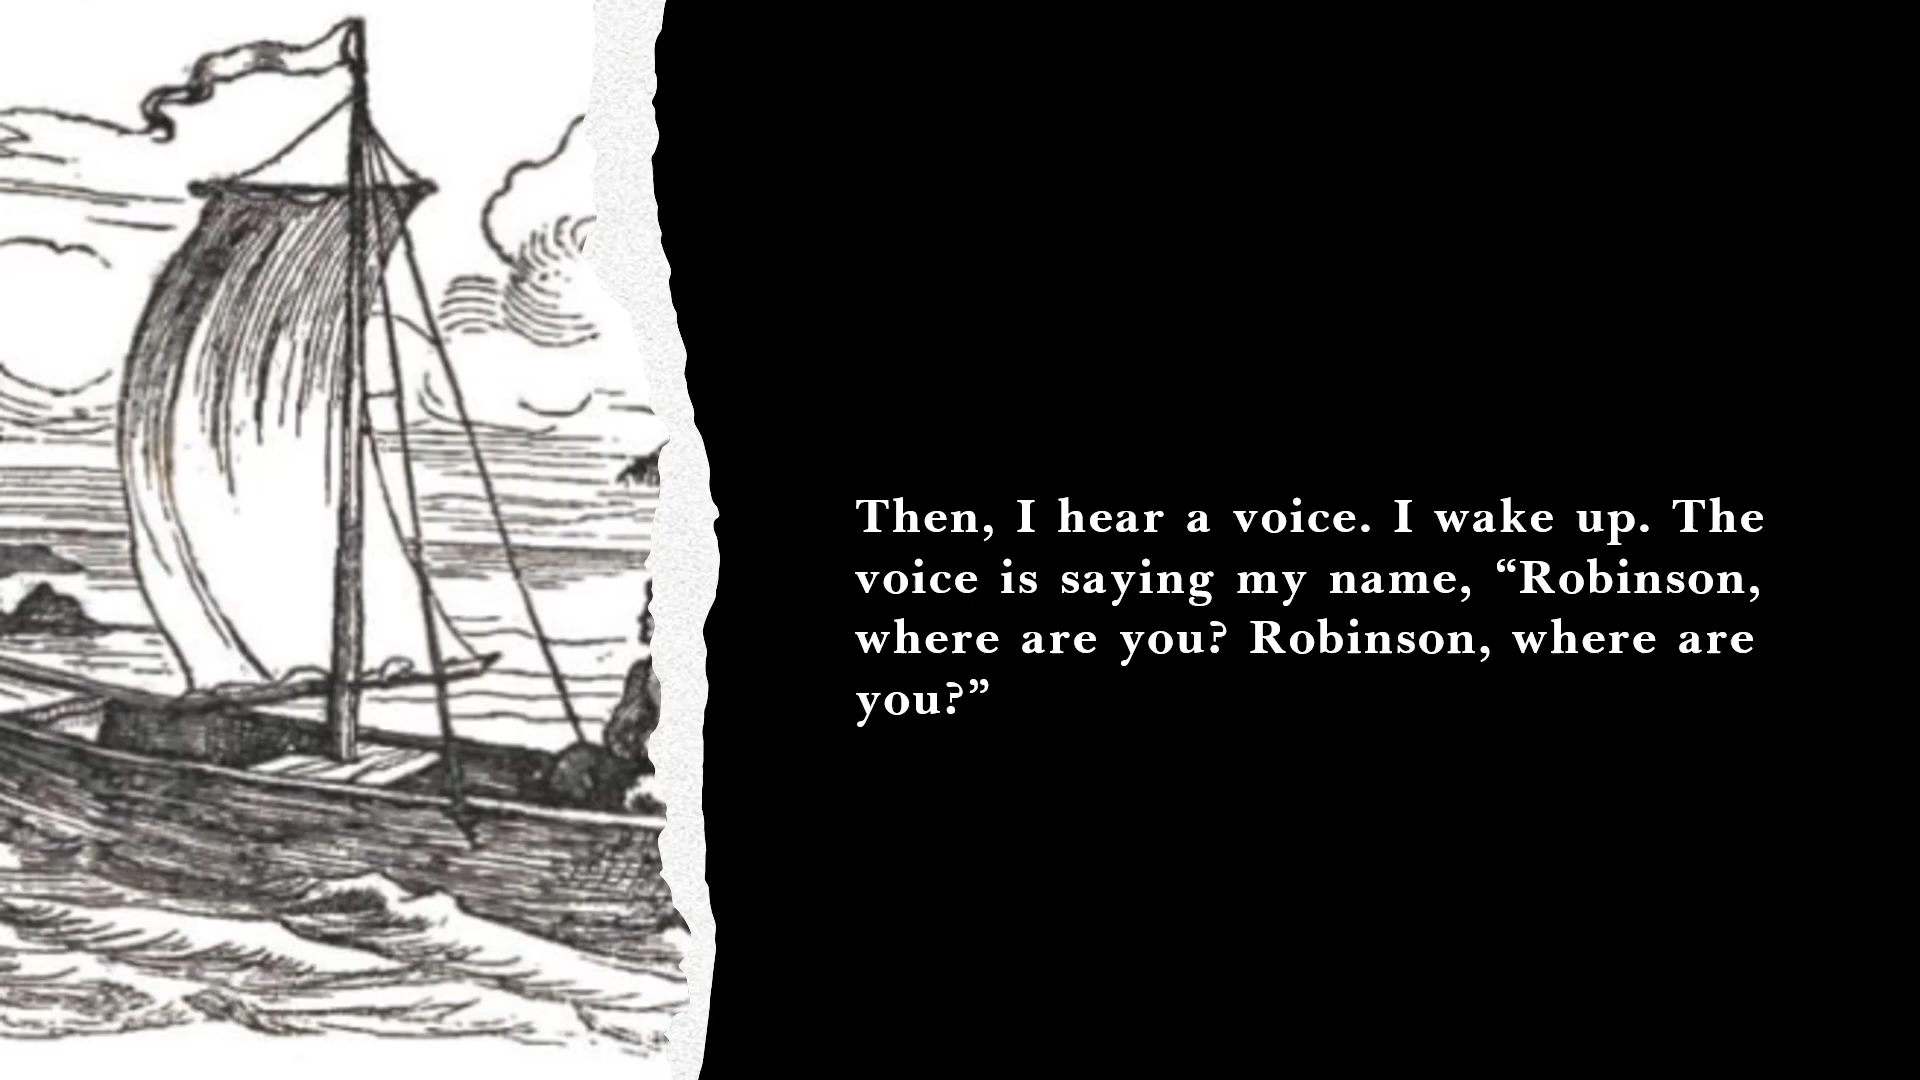 Then, I hear a voice. I wake up. The
voice is saying my name, “Robinson,
where are you? Robinson, where are
you?”